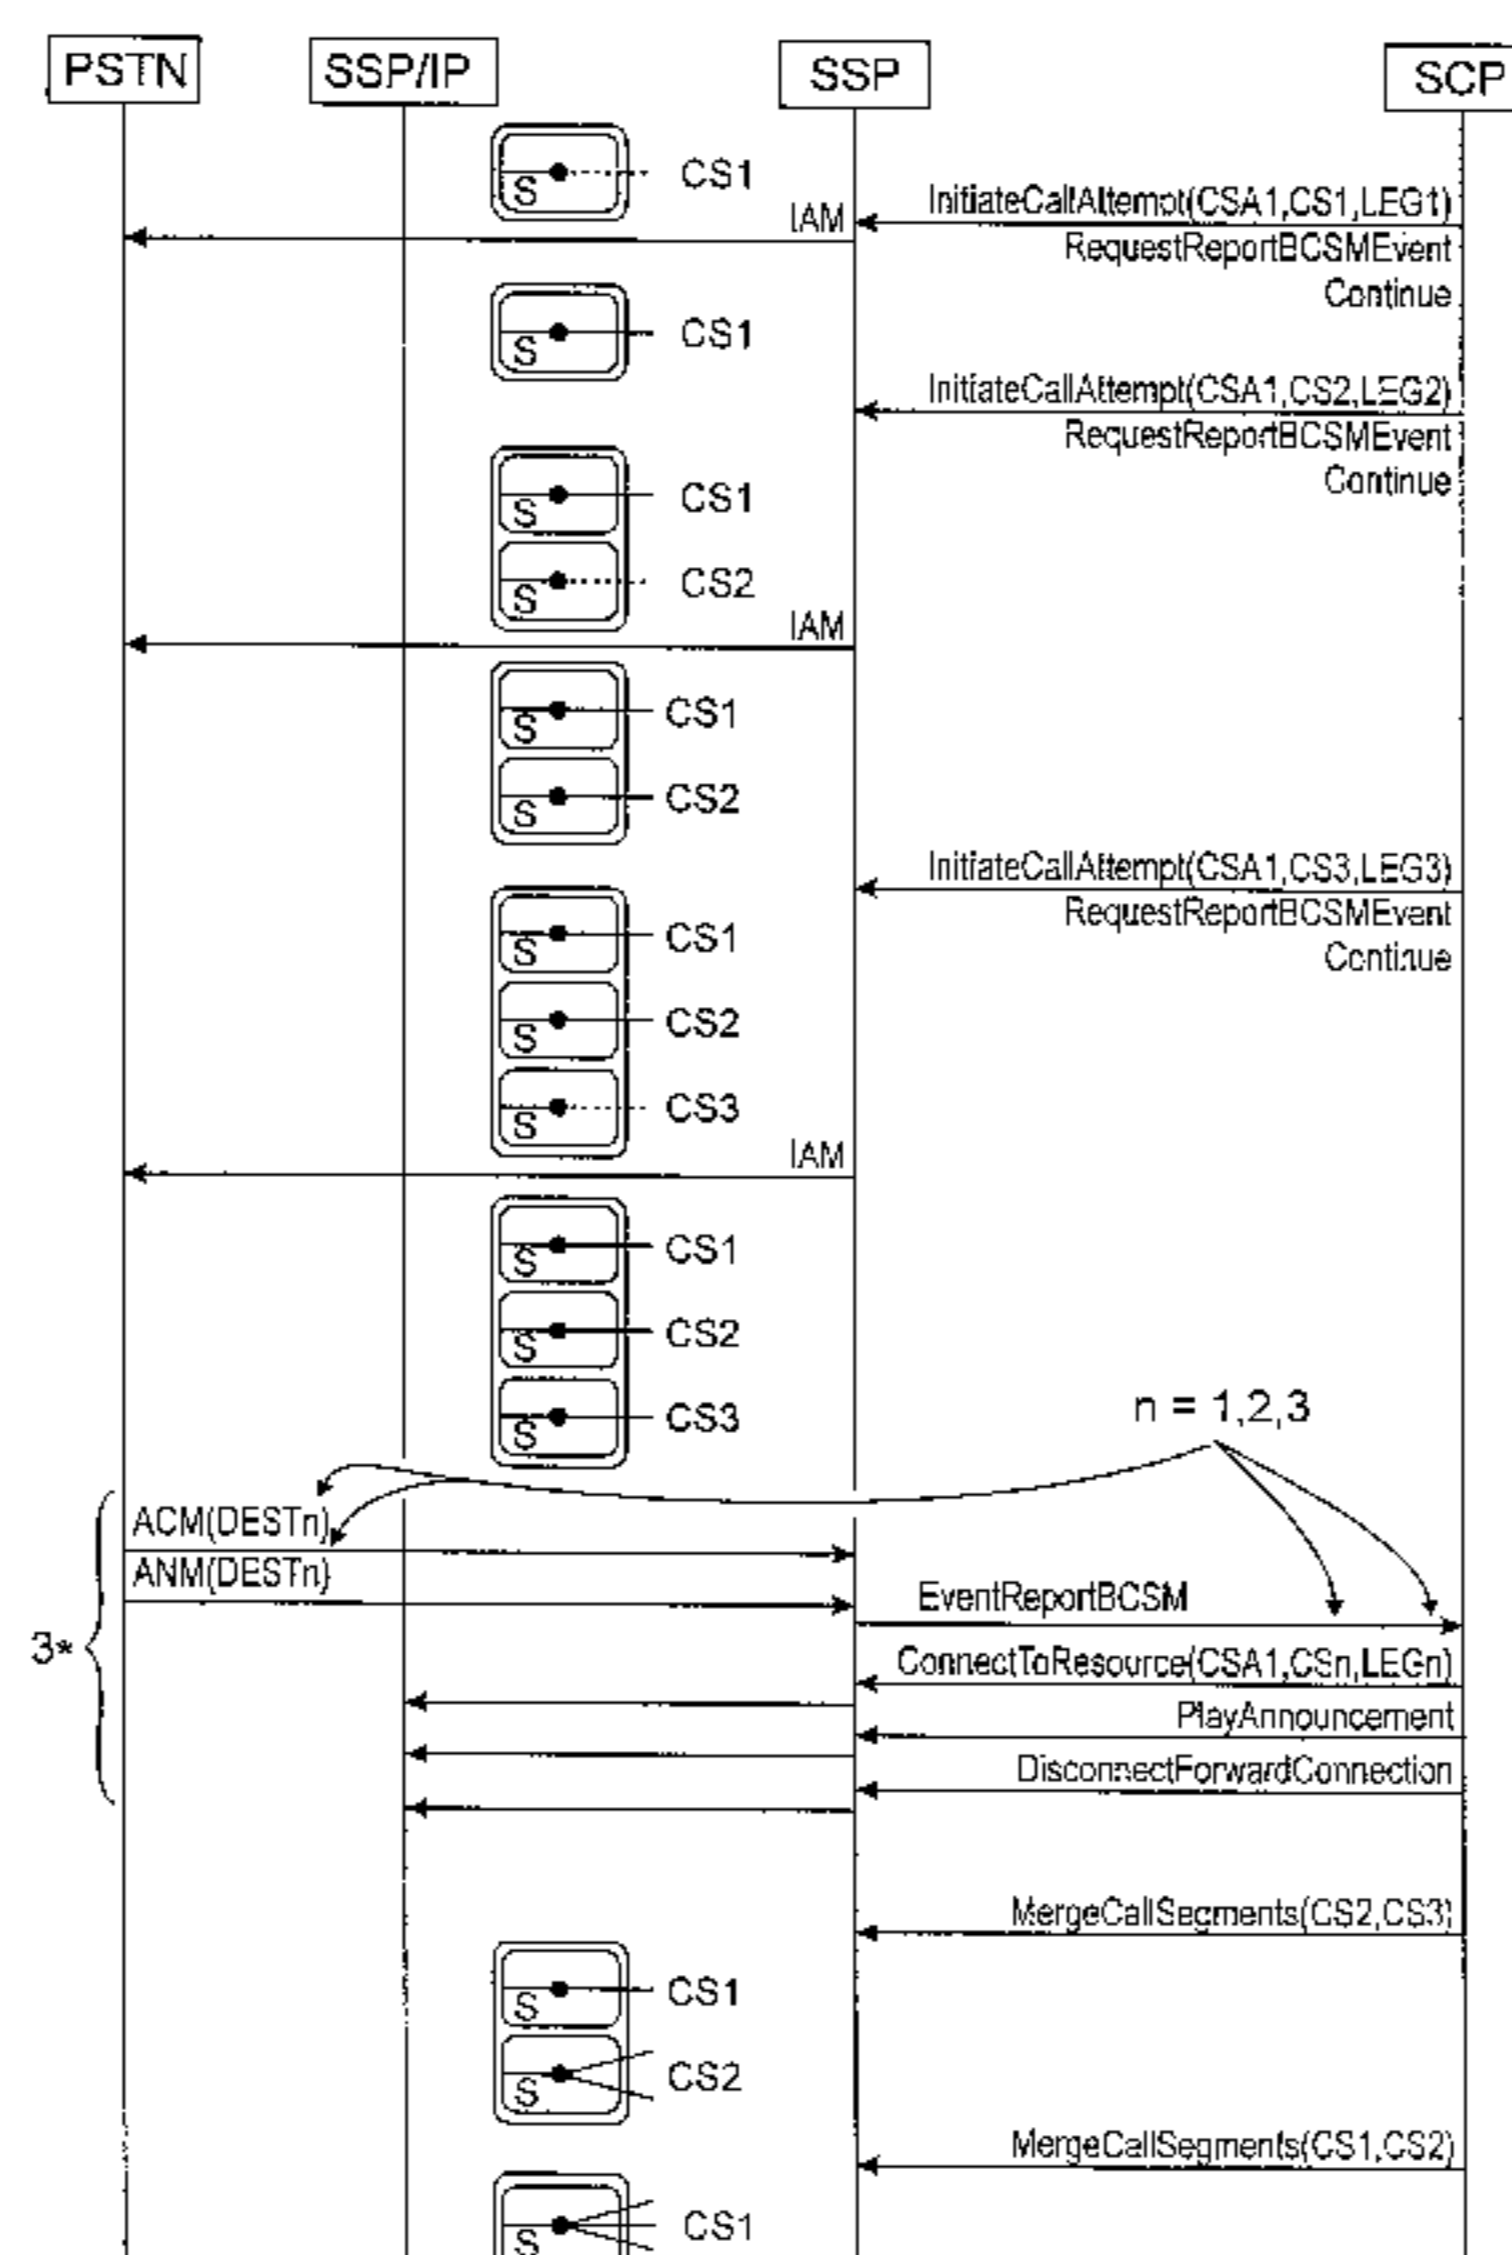 PSTN SSP/IP SSP SCP
S CS1
InitiateCallAttempt(CSA1,CS1,LEG1)
IAM
RequestReportBCSMEvent
Continue
S CS1
InitiateCallAttempt(CSA1,CS2,LEG2)
RequestReportBCSMEvent
Continue
S CS1
S CS2
IAM
S CS1
S CS2
InitiateCallAttempt(CSA1,CS3,LEG3)
RequestReportBCSMEvent
Continue
S CS1
S CS2
S CS3
IAM
S CS1
S CS2
S CS3
n = 1,2,3
ACM(DESTn)
ANM(DESTn)
EventReportBCSM
3*
ConnectToResource(CSA1,CSn,LEGn)
PlayAnnouncement
DisconnectForwardConnection
MergeCallSegments(CS2,CS3)
S CS1
S CS2
MergeCallSegments(CS1,CS2)
S CS1